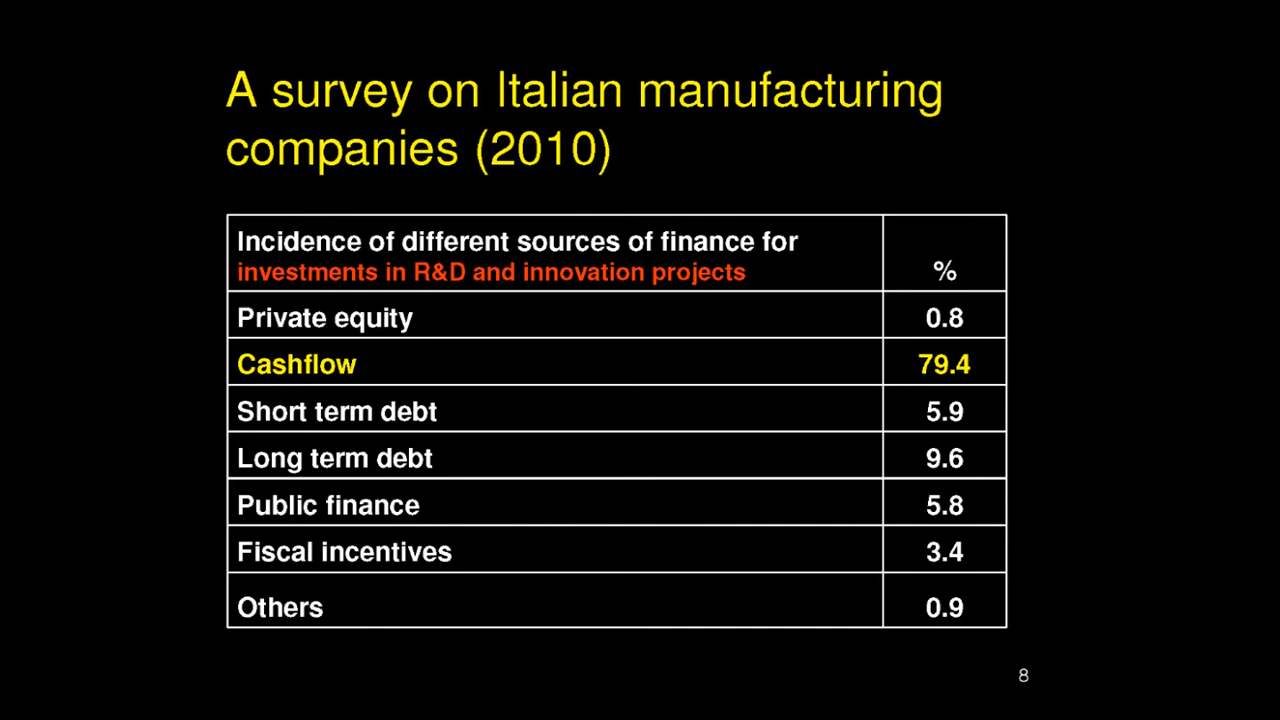 A survey on Italian manufacturing
companies (2010)
Incidence of different sources of finance for
investments in R&D and innovation projects
%
Private equity 0.8
Cashflow 79.4
Short term debt 5.9
Long term debt 9.6
Public finance 5.8
Fiscal incentives 3.4
Others 0.9
8